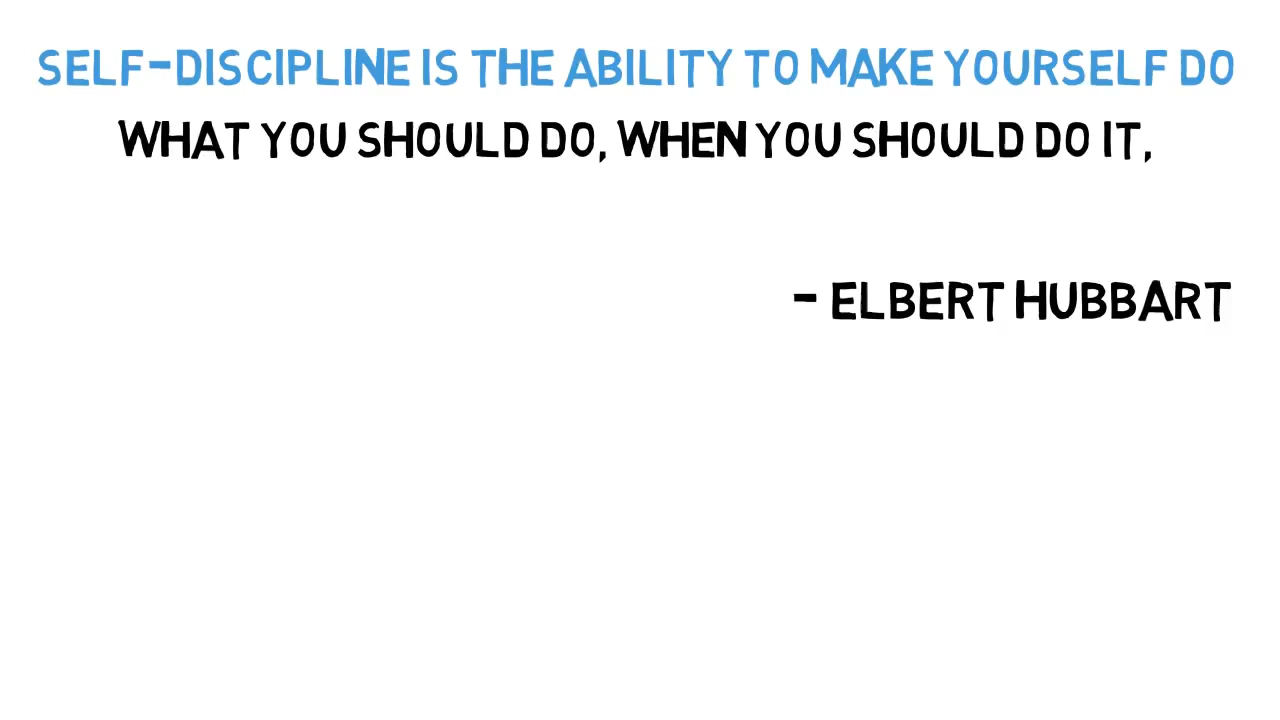 SELF-DISCIPLINE IS THE ABILITY TO MAKE YOURSELF DO
WHAT YOU SHOULD DO, WHEN YOU SHOULD DO IT,
- ELBERT HUBBART